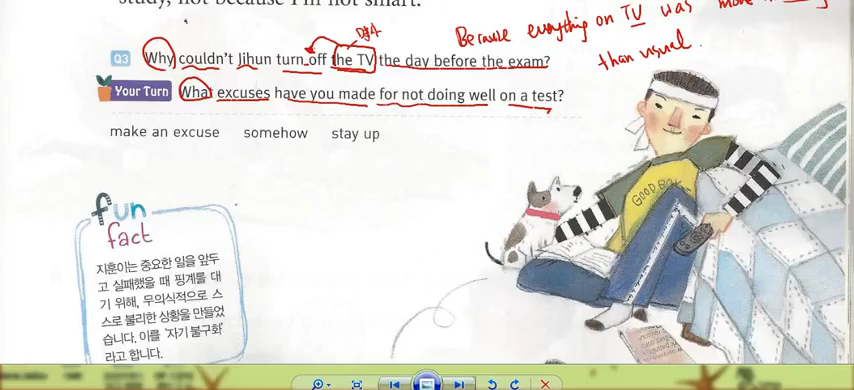 study, not because I'm not smart.
Because everything on TV was more
than usual.
Q3 Why couldn't Jihun turn off the TV the day before the exam?
Your Turn What excuses have you made for not doing well on a test?
make an excuse somehow stay up
GOOD BOY
fun
fact
지훈이는 중요한 일을 앞두
고 실패했을 때 핑계를 대
기 위해, 무의식적으로 스
스로 불리한 상황을 만들었
습니다. 이를 '자기 불구화'
라고 합니다.